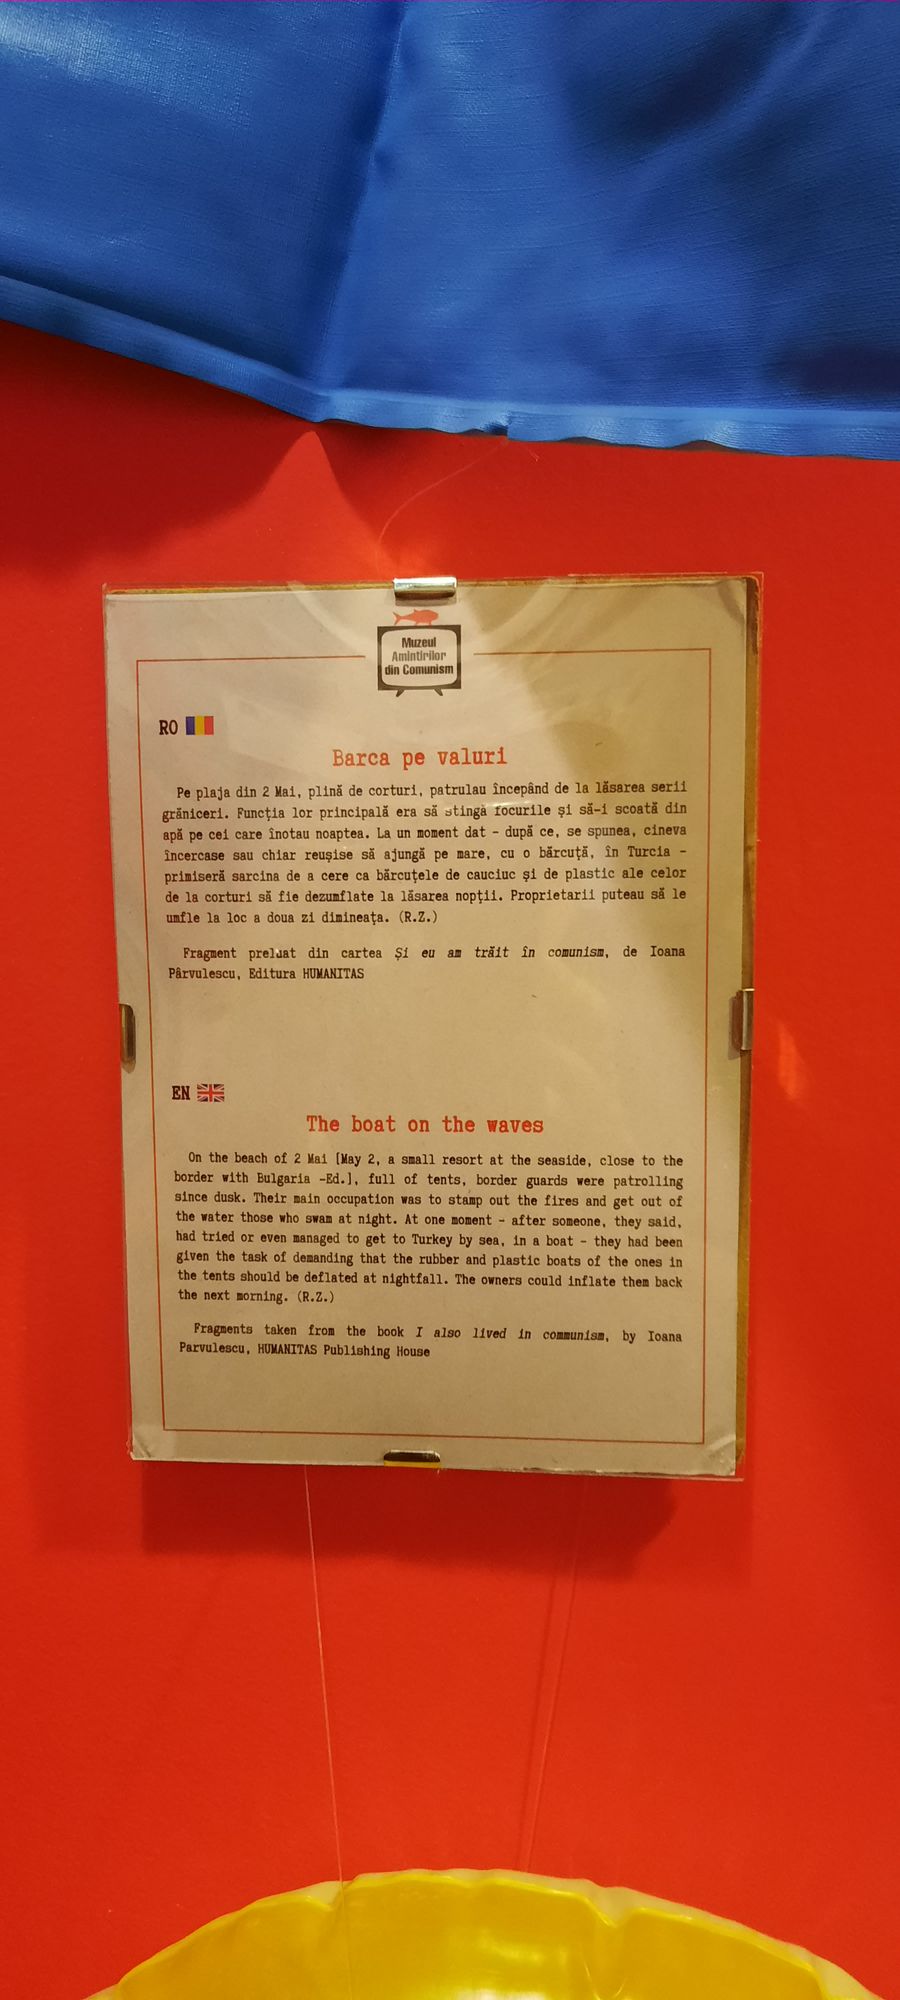 Muzeul
Amintirilor
din Comunism
RO
Barca pe valuri
Pe plaja din 2 Mai, plină de corturi, patrulau începând de la lăsarea serii
grăniceri. Funcția lor principală era să stingă focurile și să-i scoată din
apă pe cei care înotau noaptea. La un moment dat - după ce, se spunea, cineva
încercase sau chiar reușise să ajungă pe mare, cu o bărcuță, în Turcia -
primiseră sarcina de a cere ca bărcuțele de cauciuc și de plastic ale celor
de la corturi să fie dezumflate la lăsarea nopții. Proprietarii puteau să le
umfle la loc a doua zi dimineața. (R.Z.)
Fragment preluat din cartea Și eu am trăit în comunism, de Ioana
Pârvulescu, Editura HUMANITAS
EN
The boat on the waves
On the beach of 2 Mai [May 2, a small resort at the seaside, close to the
border with Bulgaria -Ed.], full of tents, border guards were patrolling
since dusk. Their main occupation was to stamp out the fires and get out of
the water those who swam at night. At one moment - after someone, they said,
had tried or even managed to get to Turkey by sea, in a boat - they had been
given the task of demanding that the rubber and plastic boats of the ones in
the tents should be deflated at nightfall. The owners could inflate them back
the next morning. (R.Z.)
Fragments taken from the book I also lived in communism, by Ioana
Parvulescu, HUMANITAS Publishing House